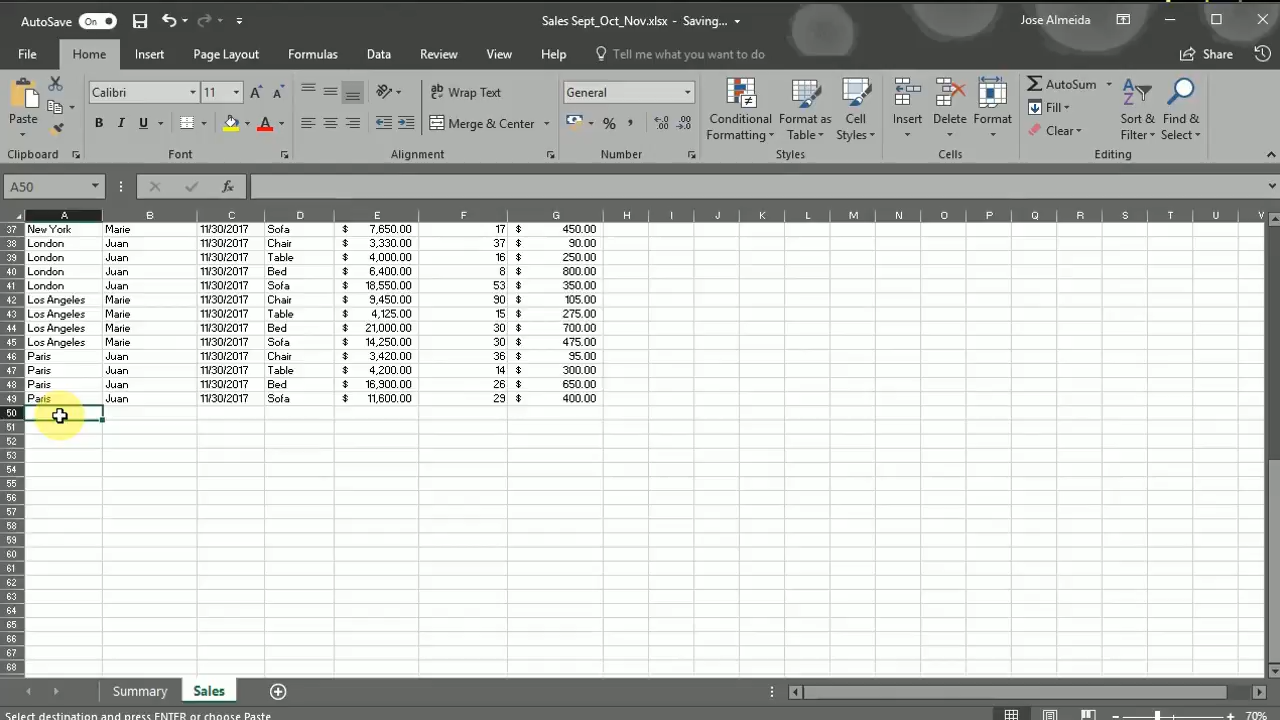 AutoSave On Sales Sept_Oct_Nov.xlsx - Saving... Jose Almeida
File Home Insert Page Layout Formulas Data Review View Help Tell me what you want to do Share
Paste
Clipboard
Calibri 11
B I U A
Font
Wrap Text
Merge & Center
Alignment
General
$ % ,
Number
Conditional Formatting
Format as Table
Cell Styles
Styles
Insert Delete Format
Cells
AutoSum
Fill
Clear
Sort & Filter
Find & Select
Editing
A50 fx
A B C D E F G H I J K L M N O P Q R S T U V
37 New York Marie 11/30/2017 Sofa $ 7,650.00 17 $ 450.00
38 London Juan 11/30/2017 Chair $ 3,330.00 37 $ 90.00
39 London Juan 11/30/2017 Table $ 4,000.00 16 $ 250.00
40 London Juan 11/30/2017 Bed $ 6,400.00 8 $ 800.00
41 London Juan 11/30/2017 Sofa $ 18,550.00 53 $ 350.00
42 Los Angeles Marie 11/30/2017 Chair $ 9,450.00 90 $ 105.00
43 Los Angeles Marie 11/30/2017 Table $ 4,125.00 15 $ 275.00
44 Los Angeles Marie 11/30/2017 Bed $ 21,000.00 30 $ 700.00
45 Los Angeles Marie 11/30/2017 Sofa $ 14,250.00 30 $ 475.00
46 Paris Juan 11/30/2017 Chair $ 3,420.00 36 $ 95.00
47 Paris Juan 11/30/2017 Table $ 4,200.00 14 $ 300.00
48 Paris Juan 11/30/2017 Bed $ 16,900.00 26 $ 650.00
49 Paris Juan 11/30/2017 Sofa $ 11,600.00 29 $ 400.00
50
51
52
53
54
55
56
57
58
59
60
61
62
63
64
65
66
67
68
Summary Sales
Select destination and press ENTER or choose Paste 70%